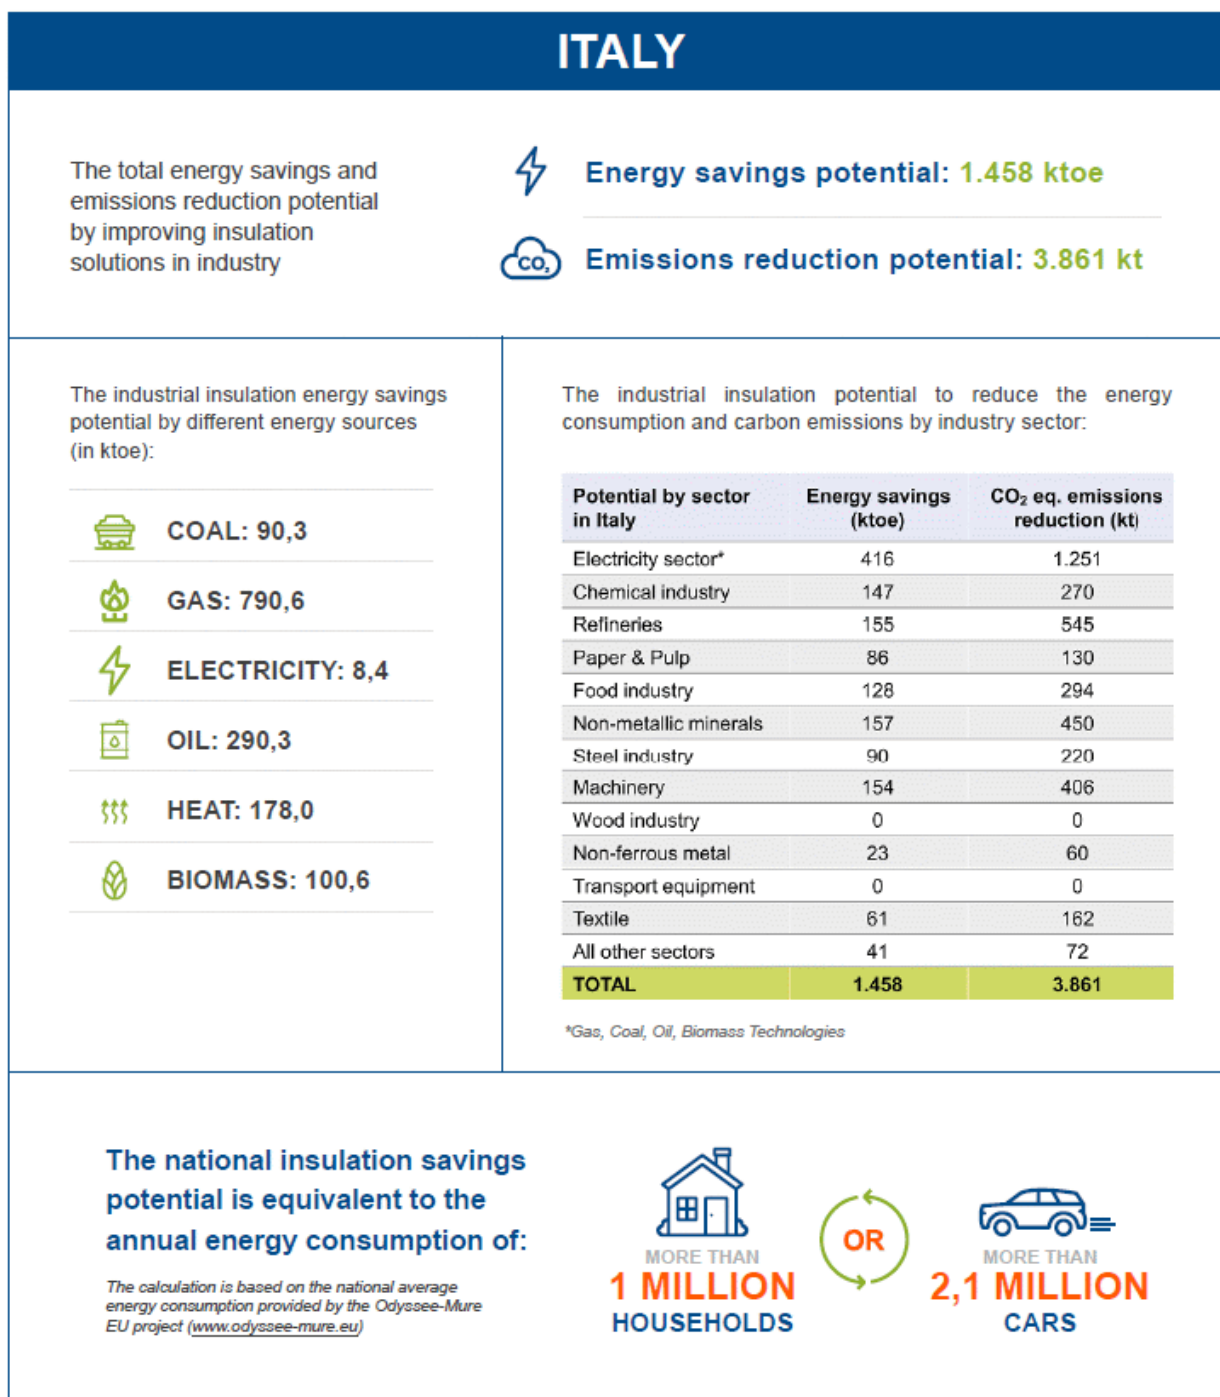 ITALY
The total energy savings and
emissions reduction potential
by improving insulation
solutions in industry
Energy savings potential: 1.458 ktoe
CO₂
Emissions reduction potential: 3.861 kt
The industrial insulation energy savings
potential by different energy sources
(in ktoe):
COAL: 90,3
GAS: 790,6
ELECTRICITY: 8,4
OIL: 290,3
HEAT: 178,0
BIOMASS: 100,6
The industrial insulation potential to reduce the energy
consumption and carbon emissions by industry sector:
Potential by sector in Italy Energy savings (ktoe) CO₂ eq. emissions reduction (kt)
Electricity sector* 416 1.251
Chemical industry 147 270
Refineries 155 545
Paper & Pulp 86 130
Food industry 128 294
Non-metallic minerals 157 450
Steel industry 90 220
Machinery 154 406
Wood industry 0 0
Non-ferrous metal 23 60
Transport equipment 0 0
Textile 61 162
All other sectors 41 72
TOTAL 1.458 3.861
*Gas, Coal, Oil, Biomass Technologies
The national insulation savings
potential is equivalent to the
annual energy consumption of:
The calculation is based on the national average
energy consumption provided by the Odyssee-Mure
EU project (www.odyssee-mure.eu)
MORE THAN
1 MILLION
HOUSEHOLDS
OR
MORE THAN
2,1 MILLION
CARS